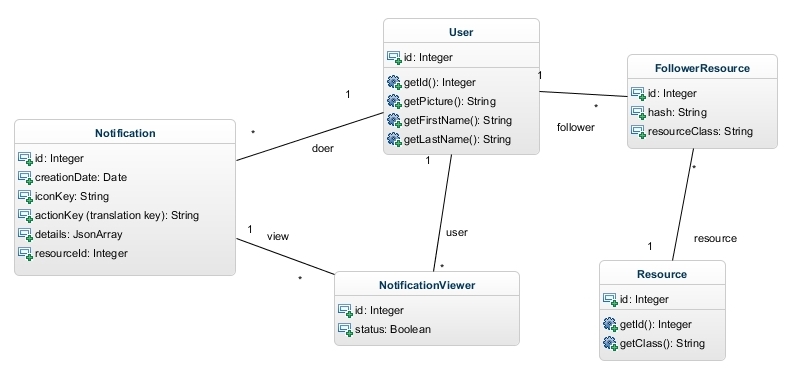 User
id: Integer
getId(): Integer
getPicture(): String
getFirstName(): String
getLastName(): String
1
*
follower
FollowerResource
id: Integer
hash: String
resourceClass: String
1
*
doer
Notification
id: Integer
creationDate: Date
iconKey: String
actionKey (translation key): String
details: JsonArray
resourceId: Integer
1
view
*
1
user
*
NotificationViewer
id: Integer
status: Boolean
*
1
resource
Resource
id: Integer
getId(): Integer
getClass(): String